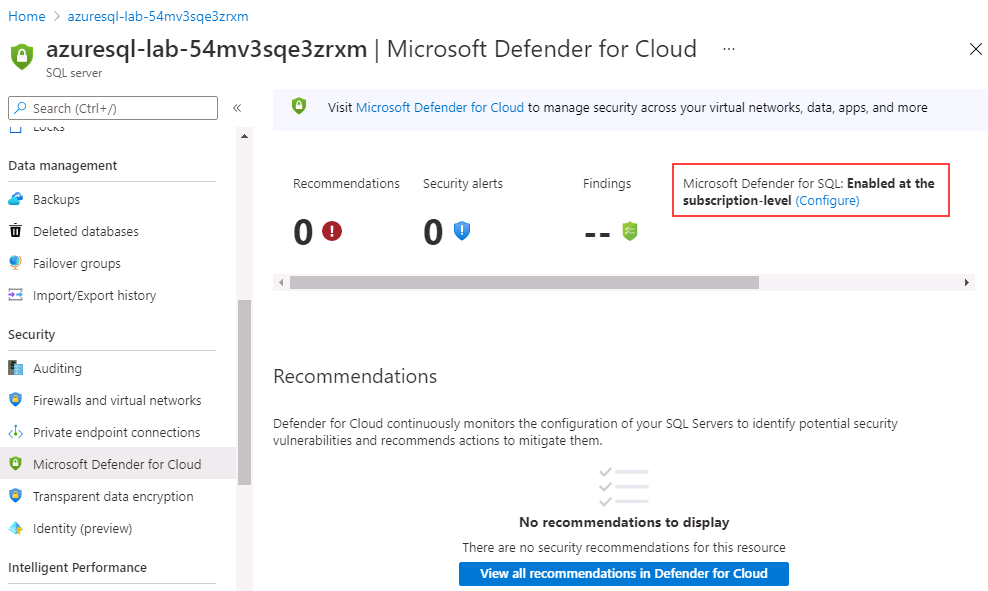 Home > azuresql-lab-54mv3sqe3zrxm
azuresql-lab-54mv3sqe3zrxm | Microsoft Defender for Cloud ...
SQL server
Search (Ctrl+/)
«
Locks
Data management
Backups
Deleted databases
Failover groups
Import/Export history
Security
Auditing
Firewalls and virtual networks
Private endpoint connections
Microsoft Defender for Cloud
Transparent data encryption
Identity (preview)
Intelligent Performance
Visit Microsoft Defender for Cloud to manage security across your virtual networks, data, apps, and more
Recommendations
0
Security alerts
0
Findings
--
Microsoft Defender for SQL: Enabled at the
subscription-level (Configure)
Recommendations
Defender for Cloud continuously monitors the configuration of your SQL Servers to identify potential security
vulnerabilities and recommends actions to mitigate them.
No recommendations to display
There are no security recommendations for this resource
View all recommendations in Defender for Cloud